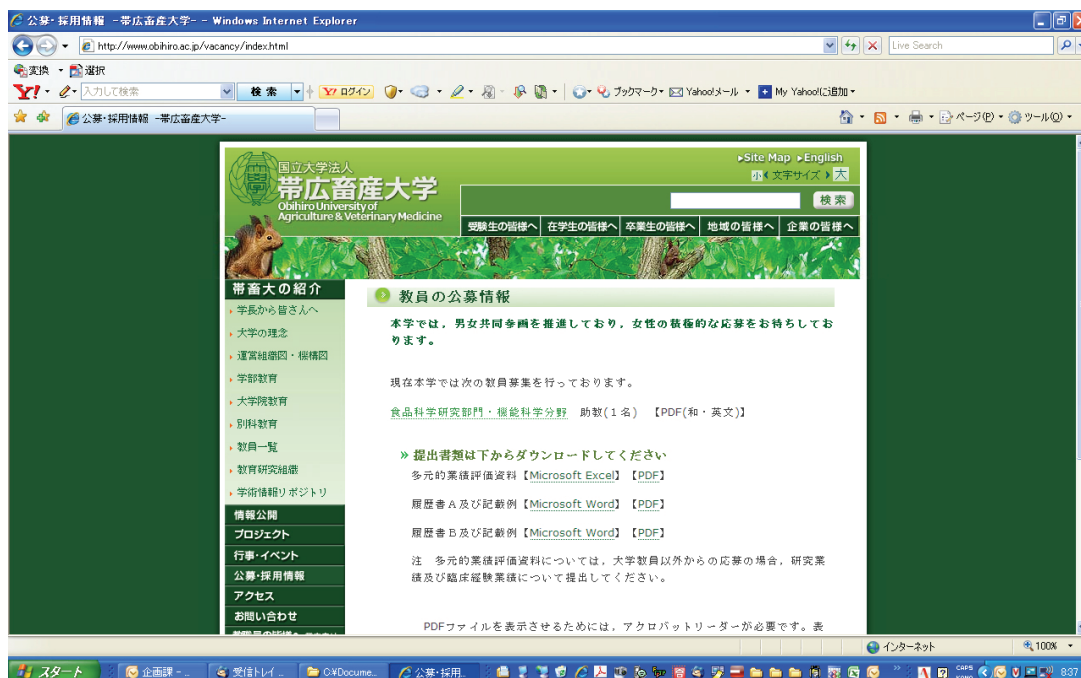 公募・採用情報 -帯広畜産大学- - Windows Internet Explorer
http://www.obihiro.ac.jp/vacancy/index.html
Live Search
変換 選択
Y! 入力して検索 検索 Y! ログイン ブックマーク Yahoo!メール My Yahoo!に追加
公募・採用情報 -帯広畜産大学-
ページ(P) ツール(O)
Site Map English
国立大学法人
小 文字サイズ 大
帯広畜産大学
検索
Obihiro University of
Agriculture & Veterinary Medicine
受験生の皆様へ 在学生の皆様へ 卒業生の皆様へ 地域の皆様へ 企業の皆様へ
帯畜大の紹介
学長から皆さんへ
大学の理念
運営組織図・機構図
学部教育
大学院教育
別科教育
教員一覧
教育研究組織
学術情報リポジトリ
情報公開
プロジェクト
行事・イベント
公募・採用情報
アクセス
お問い合わせ
教員の公募情報
本学では，男女共同参画を推進しており，女性の積極的な応募をお待ちしてお
ります。
現在本学では次の教員募集を行っております。
食品科学研究部門・機能科学分野 助教(１名) 【PDF(和・英文)】
» 提出書類は下からダウンロードしてください
多元的業績評価資料【Microsoft Excel】【PDF】
履歴書Ａ及び記載例【Microsoft Word】【PDF】
履歴書Ｂ及び記載例【Microsoft Word】【PDF】
注 多元的業績評価資料については，大学教員以外からの応募の場合，研究業
績及び臨床経験業績について提出してください。
PDFファイルを表示させるためには，アクロバットリーダーが必要です。表
インターネット 100%
スタート 企画課 - .. 受信トレイ .. C:¥Docume... 公募・採用.. CAPS 8:37